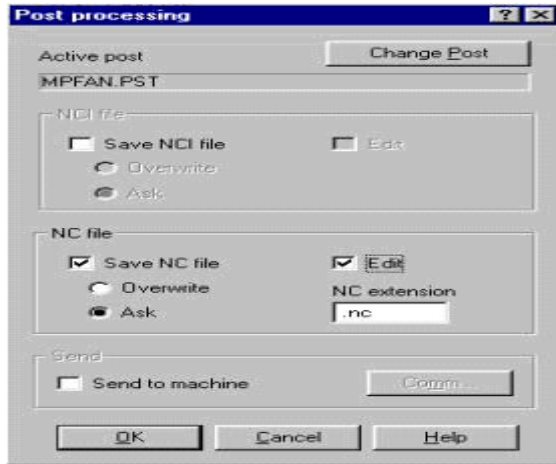 Post processing
Active post
Change Post
MPFAN.PST
NCI file
Save NCI file
Edit
Overwrite
Ask
NC file
Save NC file
Edit
Overwrite
NC extension
Ask
.nc
Send
Send to machine
Comm...
OK
Cancel
Help